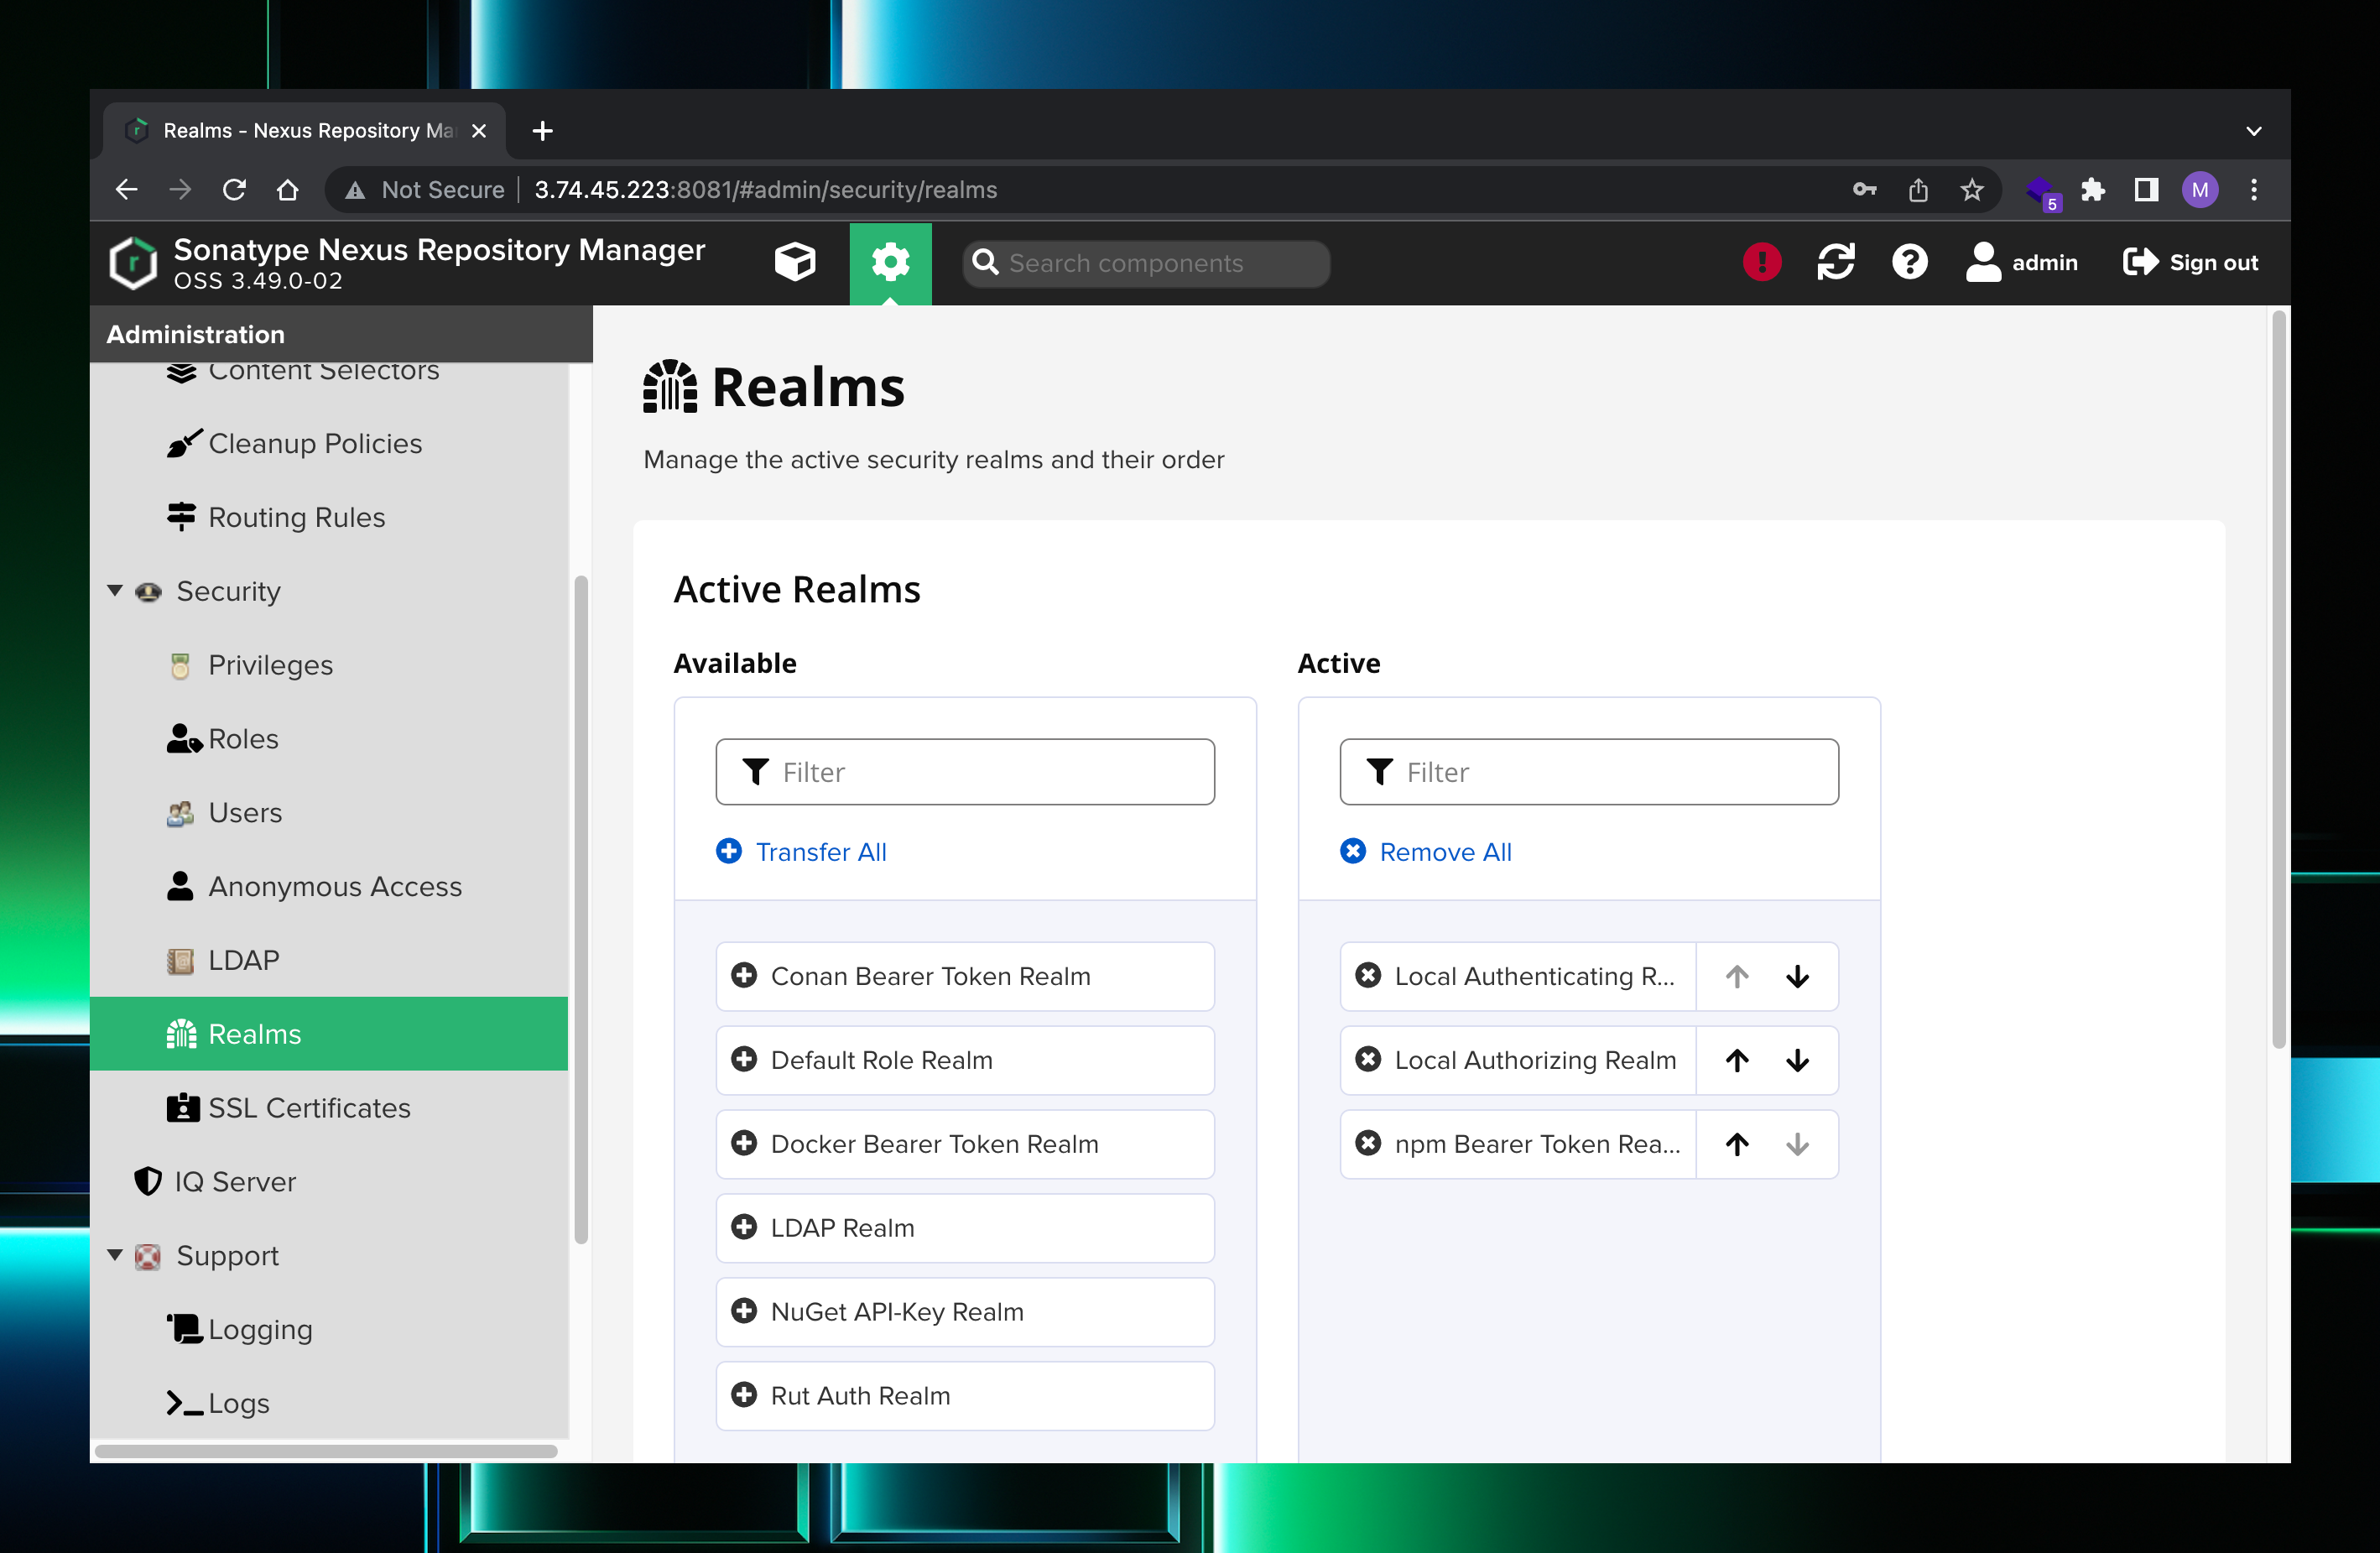 Realms - Nexus Repository Ma
Not Secure 3.74.45.223:8081/#admin/security/realms
5
M
Sonatype Nexus Repository Manager
OSS 3.49.0-02
Search components
admin
Sign out
Administration
Content Selectors
Cleanup Policies
Routing Rules
Security
Privileges
Roles
Users
Anonymous Access
LDAP
Realms
SSL Certificates
IQ Server
Support
Logging
Logs
Realms
Manage the active security realms and their order
Active Realms
Available
Filter
Transfer All
Conan Bearer Token Realm
Default Role Realm
Docker Bearer Token Realm
LDAP Realm
NuGet API-Key Realm
Rut Auth Realm
Active
Filter
Remove All
Local Authenticating R...
Local Authorizing Realm
npm Bearer Token Rea...